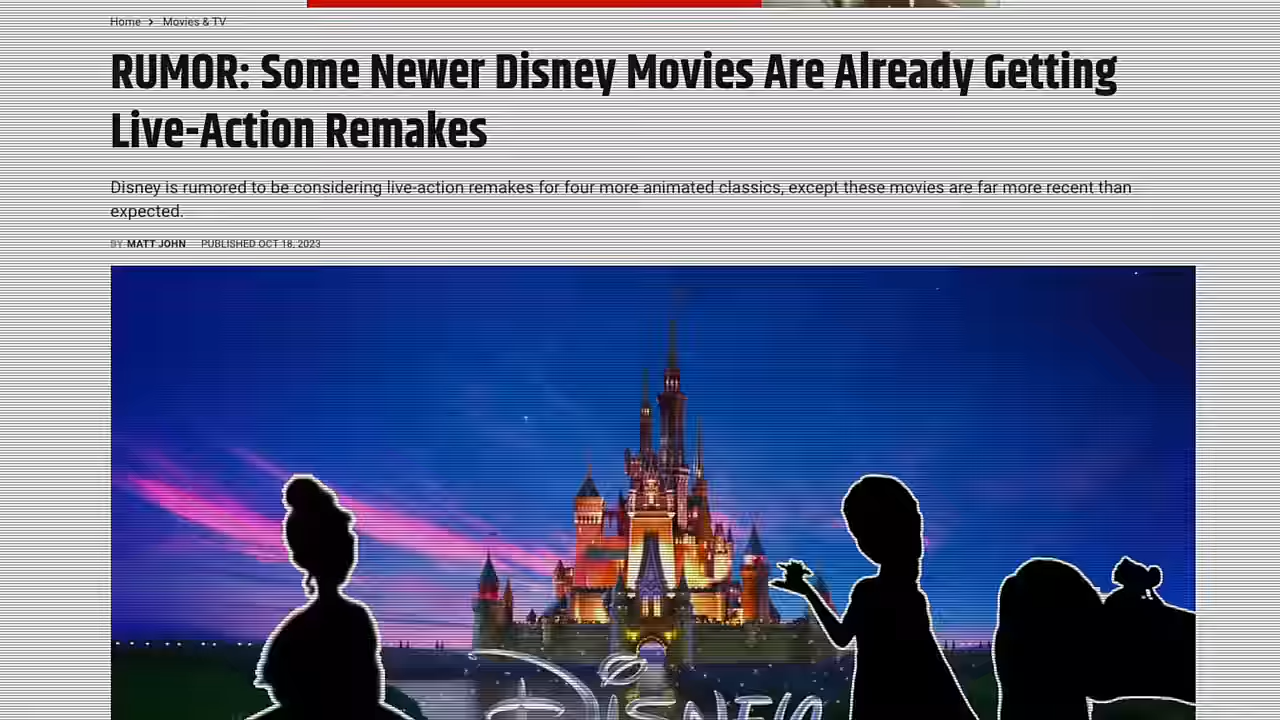 Home > Movies & TV
RUMOR: Some Newer Disney Movies Are Already Getting
Live-Action Remakes
Disney is rumored to be considering live-action remakes for four more animated classics, except these movies are far more recent than
expected.
BY MATT JOHN PUBLISHED OCT 18, 2023
DISNEY